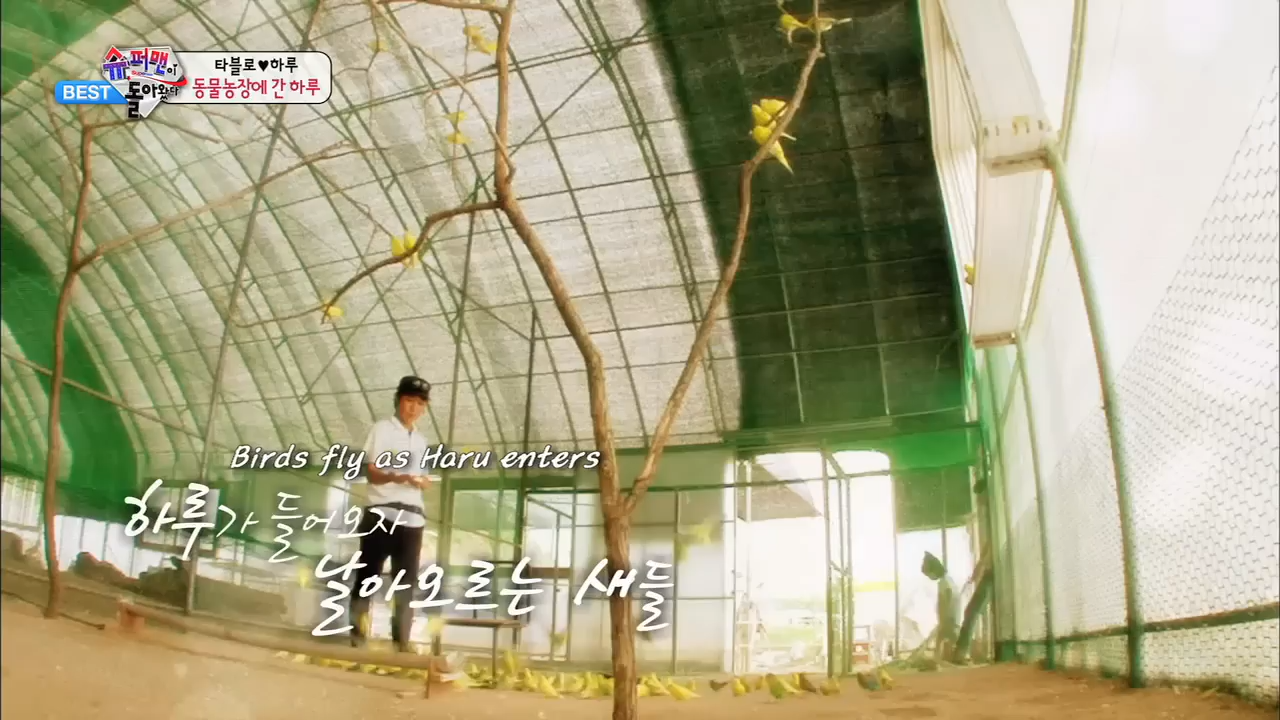 슈퍼맨이
돌아왔다
BEST
타블로♥하루
동물농장에 간 하루
Birds fly as Haru enters
하루가 들어오자
날아오르는 새들